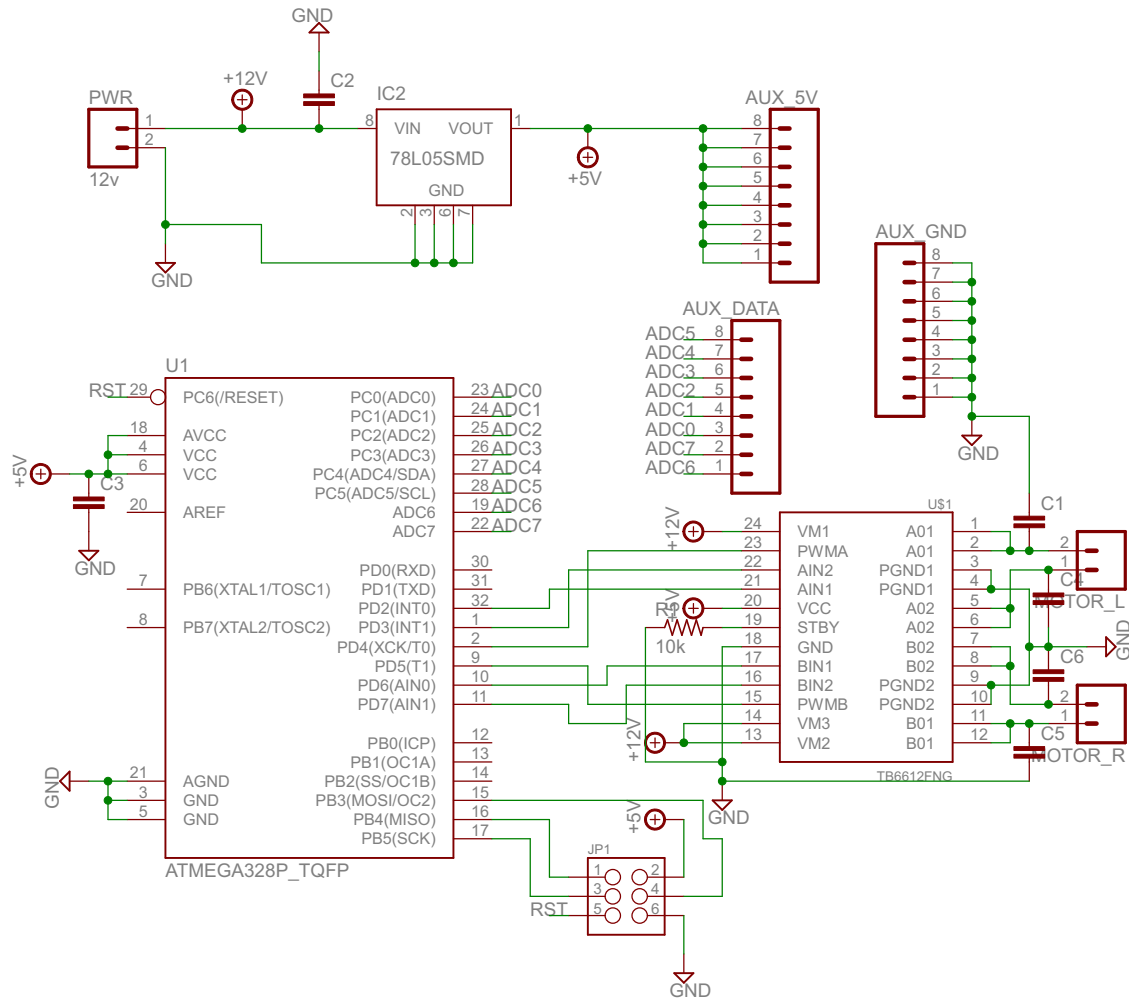 GND
+12V
C2
PWR
1
2
12v
IC2
8 VIN VOUT 1
78L05SMD
GND
2 3 6 7
+5V
GND
AUX_5V
8
7
6
5
4
3
2
1
AUX_GND
8
7
6
5
4
3
2
1
GND
AUX_DATA
ADC5 8
ADC4 7
ADC3 6
ADC2 5
ADC1 4
ADC0 3
ADC7 2
ADC6 1
U1
RST 29 PC6(/RESET) PC0(ADC0) 23 ADC0
PC1(ADC1) 24 ADC1
18 AVCC PC2(ADC2) 25 ADC2
4 VCC PC3(ADC3) 26 ADC3
+5V 6 VCC PC4(ADC4/SDA) 27 ADC4
C3
PC5(ADC5/SCL) 28 ADC5
20 AREF ADC6 19 ADC6
ADC7 22 ADC7
GND
PD0(RXD) 30
7 PB6(XTAL1/TOSC1) PD1(TXD) 31
PD2(INT0) 32
8 PB7(XTAL2/TOSC2) PD3(INT1) 1
PD4(XCK/T0) 2
PD5(T1) 9
PD6(AIN0) 10
PD7(AIN1) 11
PB0(ICP) 12
PB1(OC1A) 13
GND 21 AGND PB2(SS/OC1B) 14
3 GND PB3(MOSI/OC2) 15
5 GND PB4(MISO) 16
PB5(SCK) 17
ATMEGA328P_TQFP
U$1
+12V 24 VM1 A01 1
23 PWMA A01 2
22 AIN2 PGND1 3
21 AIN1 PGND1 4
+5V 20 VCC A02 5
19 STBY A02 6
18 GND B02 7
17 BIN1 B02 8
16 BIN2 PGND2 9
15 PWMB PGND2 10
14 VM3 B01 11
+12V 13 VM2 B01 12
TB6612FNG
10k
GND
C1
2
1
C4
MOTOR_L
GND
C6
2
1
C5
MOTOR_R
+5V
JP1
1 2
3 4
RST 5 6
GND